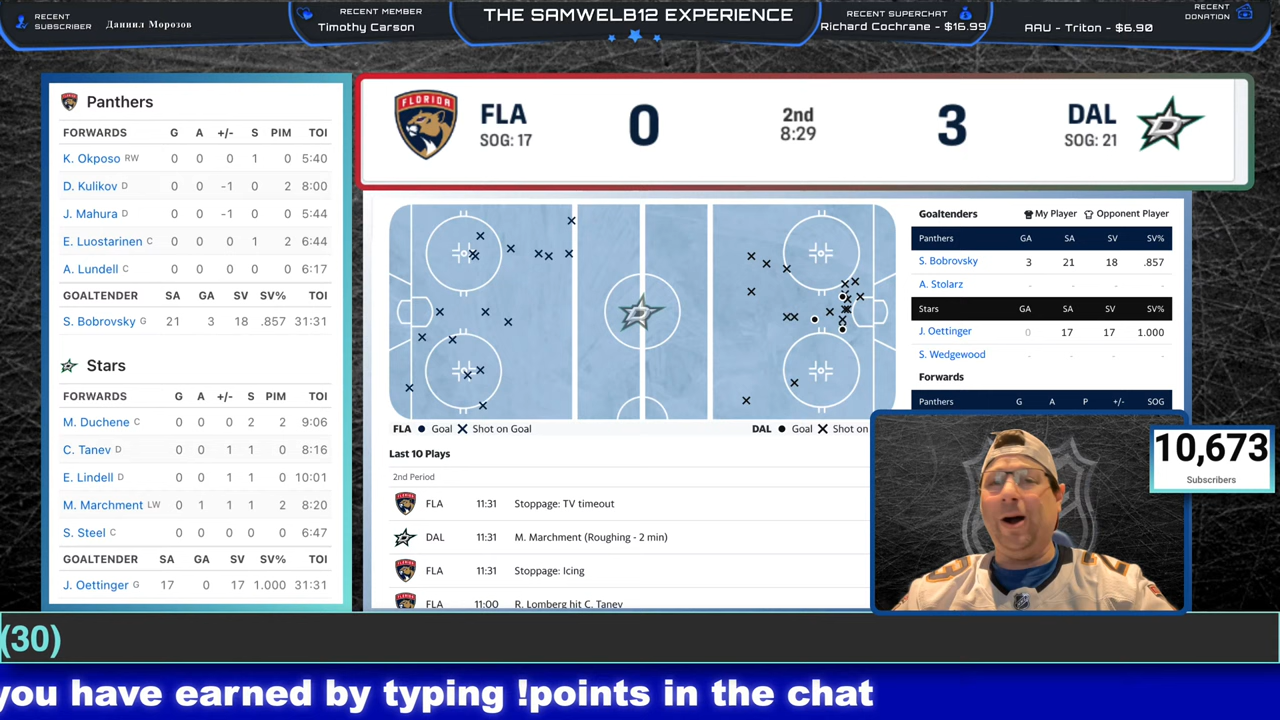 RECENT
SUBSCRIBER
Даниил Морозов
RECENT MEMBER
Timothy Carson
THE SAMWELB12 EXPERIENCE
RECENT SUPERCHAT
Richard Cochrane - $16.99
RECENT
DONATION
AAU - Triton - $6.90
Panthers
FORWARDS G A +/- S PIM TOI
K. Okposo RW 0 0 0 1 0 5:40
D. Kulikov D 0 0 -1 0 2 8:00
J. Mahura D 0 0 -1 0 0 5:44
E. Luostarinen C 0 0 0 1 2 6:44
A. Lundell C 0 0 0 0 0 6:17
GOALTENDER SA GA SV SV% TOI
S. Bobrovsky G 21 3 18 .857 31:31
Stars
FORWARDS G A +/- S PIM TOI
M. Duchene C 0 0 0 2 2 9:06
C. Tanev D 0 0 1 1 0 8:16
E. Lindell D 0 0 1 1 0 10:01
M. Marchment LW 0 1 1 1 2 8:20
S. Steel C 0 0 0 0 0 6:47
GOALTENDER SA GA SV SV% TOI
J. Oettinger G 17 0 17 1.000 31:31
FLORIDA
FLA
SOG: 17
0
2nd
8:29
3
DAL
SOG: 21
D
D
FLA Goal Shot on Goal
DAL Goal Shot on
Last 10 Plays
2nd Period
FLA 11:31 Stoppage: TV timeout
DAL 11:31 M. Marchment (Roughing - 2 min)
FLA 11:31 Stoppage: Icing
FLA 11:00 R. Lomberg hit C. Tanev
Goaltenders My Player Opponent Player
Panthers GA SA SV SV%
S. Bobrovsky 3 21 18 .857
A. Stolarz - - - -
Stars GA SA SV SV%
J. Oettinger 0 17 17 1.000
S. Wedgewood - - - -
Forwards
Panthers G A P +/- SOG
10,673
Subscribers
(30)
you have earned by typing !points in the chat